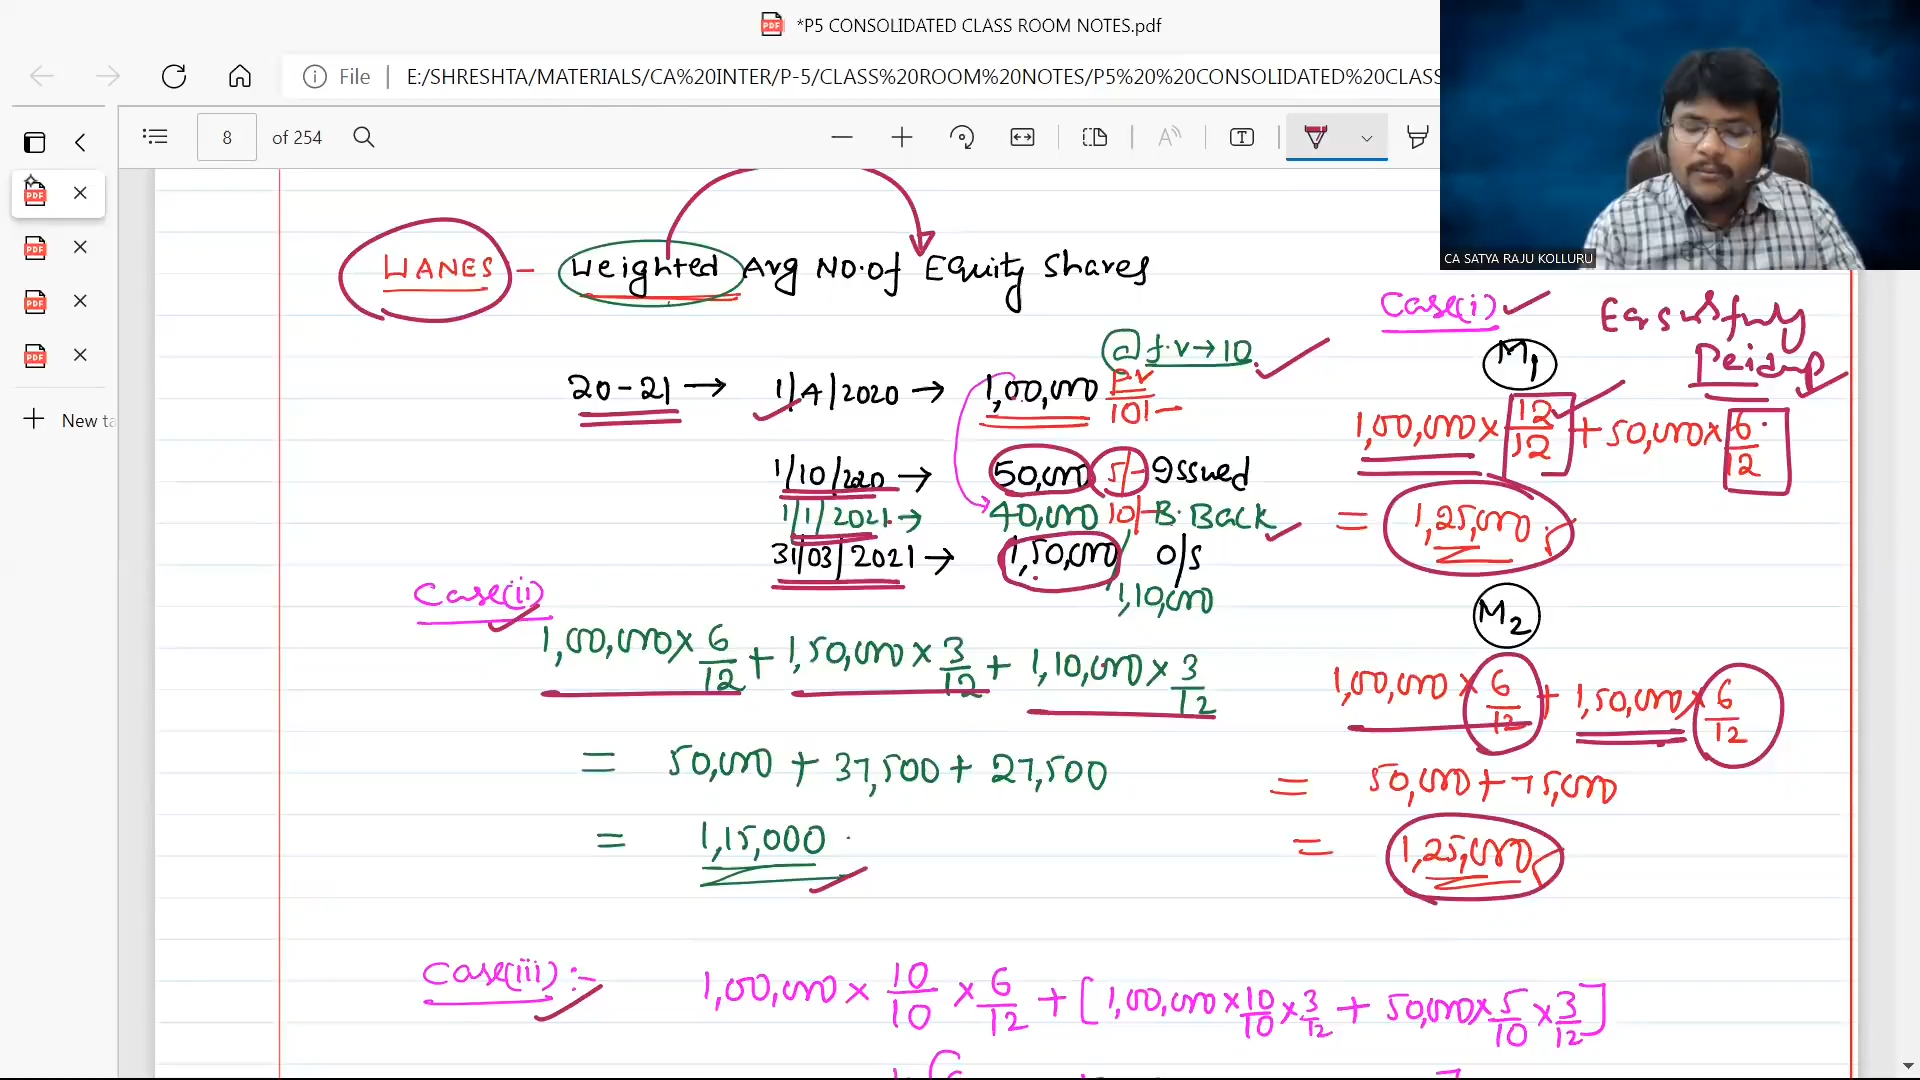 *P5 CONSOLIDATED CLASS ROOM NOTES.pdf
File E:/SHRESHTA/MATERIALS/CA%20INTER/P-5/CLASS%20ROOM%20NOTES/P5%20%20CONSOLIDATED%20CLASS
8 of 254
New ta
CA SATYA RAJU KOLLURU
WANES - Weighted Avg No. of Equity Shares
@ f.v → 10
20-21 → 1/4/2020 → 1,00,000 PV 10/-
1/10/2020 → 50,000 5/- Issued
1/1/2021 → 40,000 10/- B. Back
31/03/2021 → 1,50,000 O/S
1,10,000
Case(i)
M1
1,00,000 × 12/12 + 50,000 × 6/12
= 1,25,000
M2
1,00,000 × 6/12 + 1,50,000 × 6/12
= 50,000 + 75,000
= 1,25,000
Case(ii)
1,00,000 × 6/12 + 1,50,000 × 3/12 + 1,10,000 × 3/12
= 50,000 + 37,500 + 27,500
= 1,15,000
Case(iii) :-
1,00,000 × 10/10 × 6/12 + [1,00,000 × 10/10 × 3/12 + 50,000 × 5/10 × 3/12]